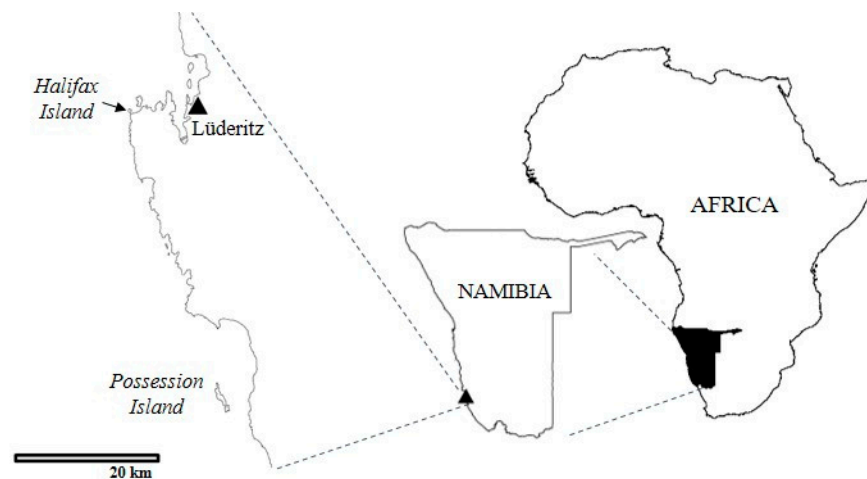 Halifax
Island
Lüderitz
AFRICA
NAMIBIA
Possession
Island
20 km